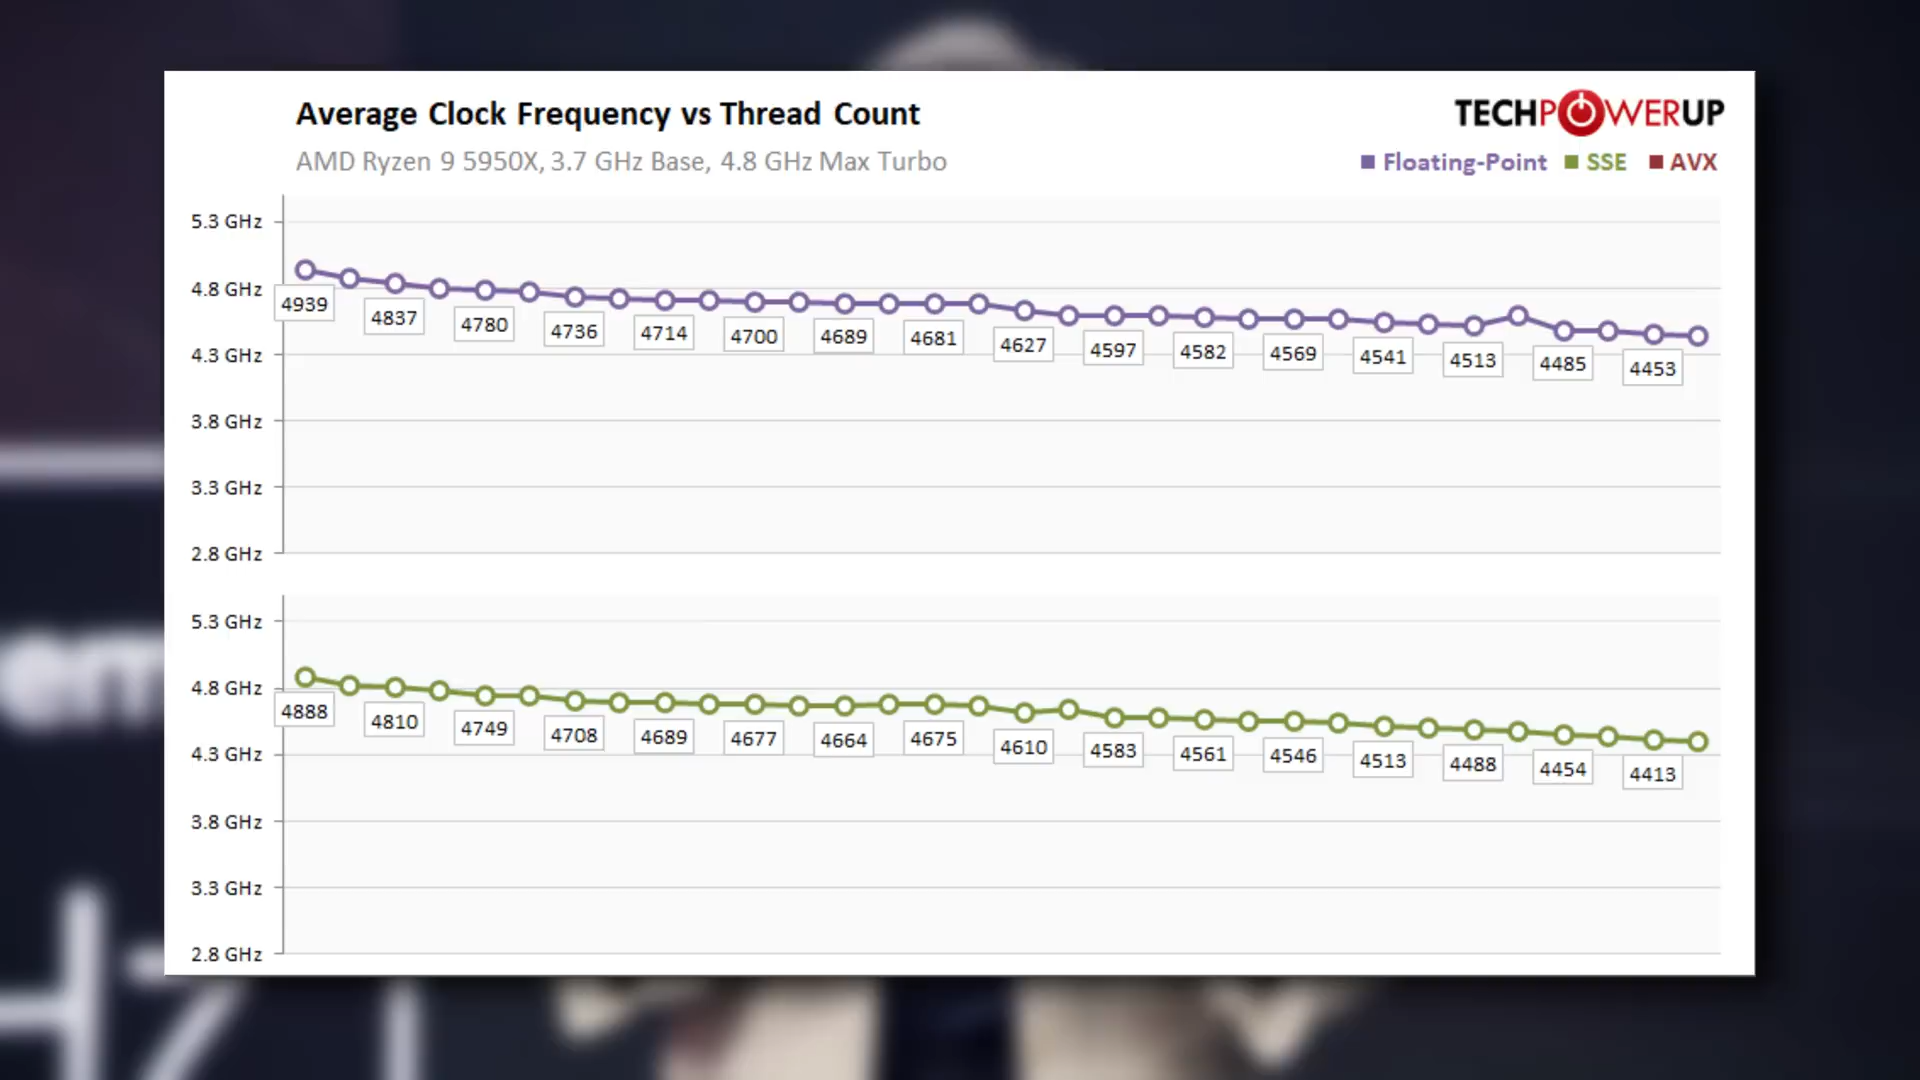 Average Clock Frequency vs Thread Count
TECHPOWERUP
AMD Ryzen 9 5950X, 3.7 GHz Base, 4.8 GHz Max Turbo
Floating-Point SSE AVX
5.3 GHz
4.8 GHz
4.3 GHz
3.8 GHz
3.3 GHz
2.8 GHz
4939 4837 4780 4736 4714 4700 4689 4681 4627 4597 4582 4569 4541 4513 4485 4453
5.3 GHz
4.8 GHz
4.3 GHz
3.8 GHz
3.3 GHz
2.8 GHz
4888 4810 4749 4708 4689 4677 4664 4675 4610 4583 4561 4546 4513 4488 4454 4413
em
Hz